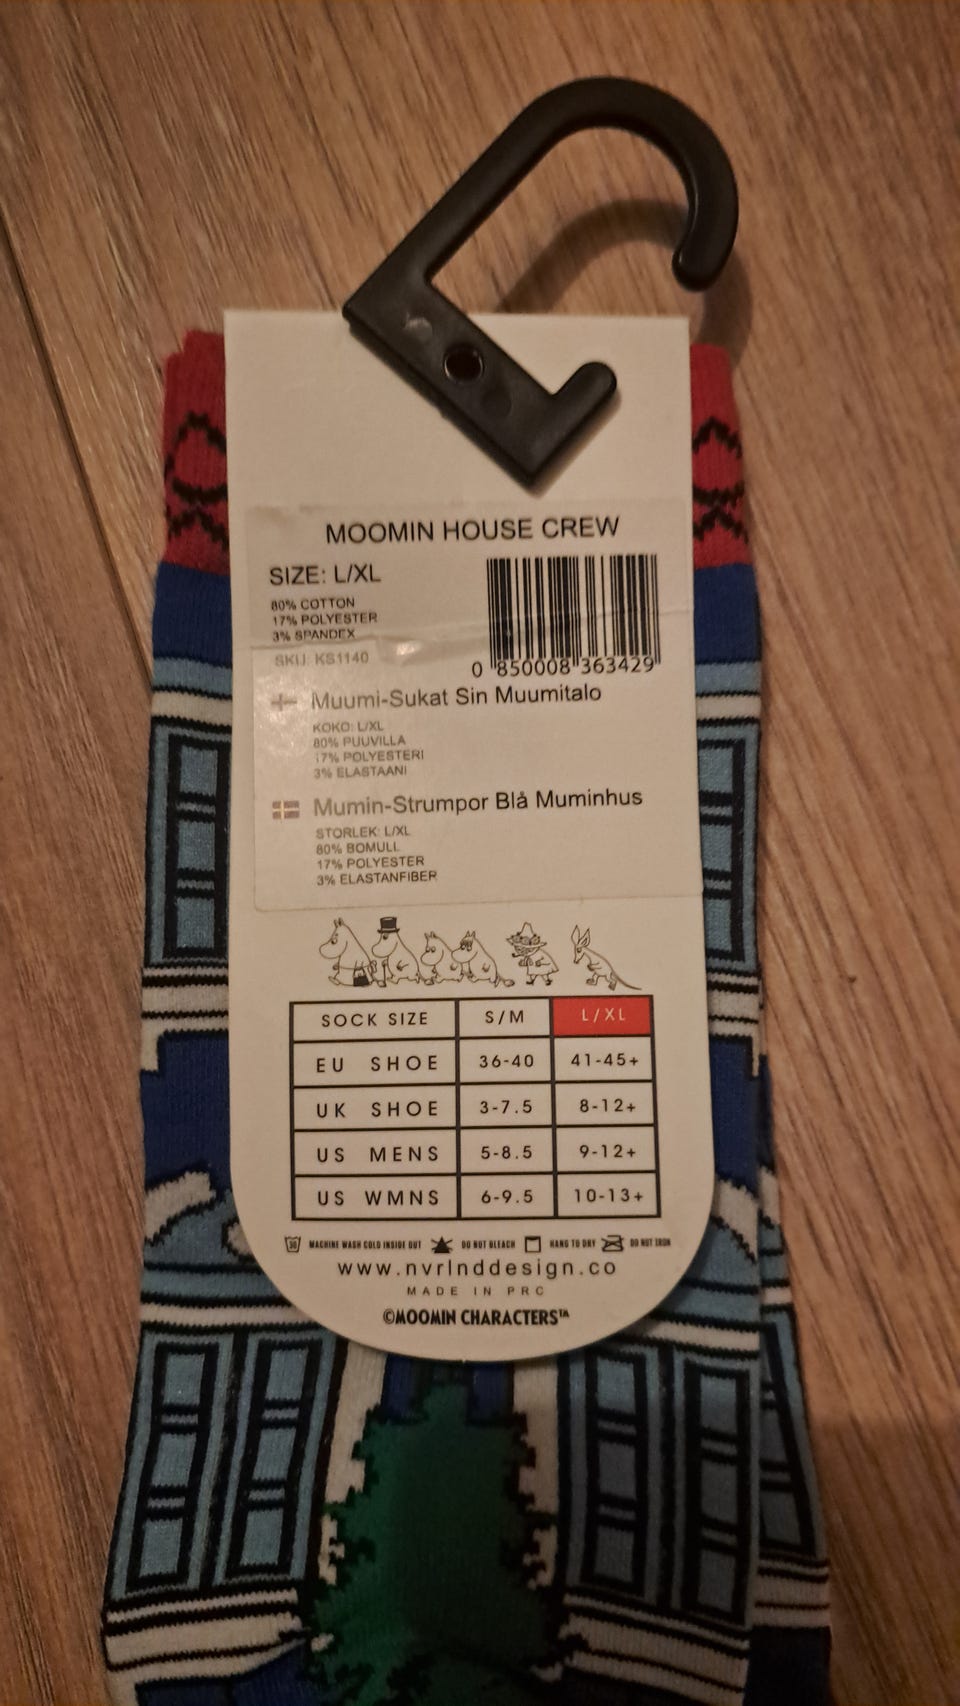 MOOMIN HOUSE CREW
SIZE: L/XL
80% COTTON
17% POLYESTER
3% SPANDEX
SKU: KS1140
0 850008 363429
Muumi-Sukat Sin Muumitalo
KOKO: L/XL
80% PUUVILLA
17% POLYESTERI
3% ELASTAANI
Mumin-Strumpor Blå Muminhus
STORLEK: L/XL
80% BOMULL
17% POLYESTER
3% ELASTANFIBER
SOCK SIZE S/M L/XL
EU SHOE 36-40 41-45+
UK SHOE 3-7.5 8-12+
US MENS 5-8.5 9-12+
US WMNS 6-9.5 10-13+
30 MACHINE WASH COLD INSIDE OUT DO NOT BLEACH HANG TO DRY DO NOT IRON
www.nvrlnddesign.co
MADE IN PRC
©MOOMIN CHARACTERS™